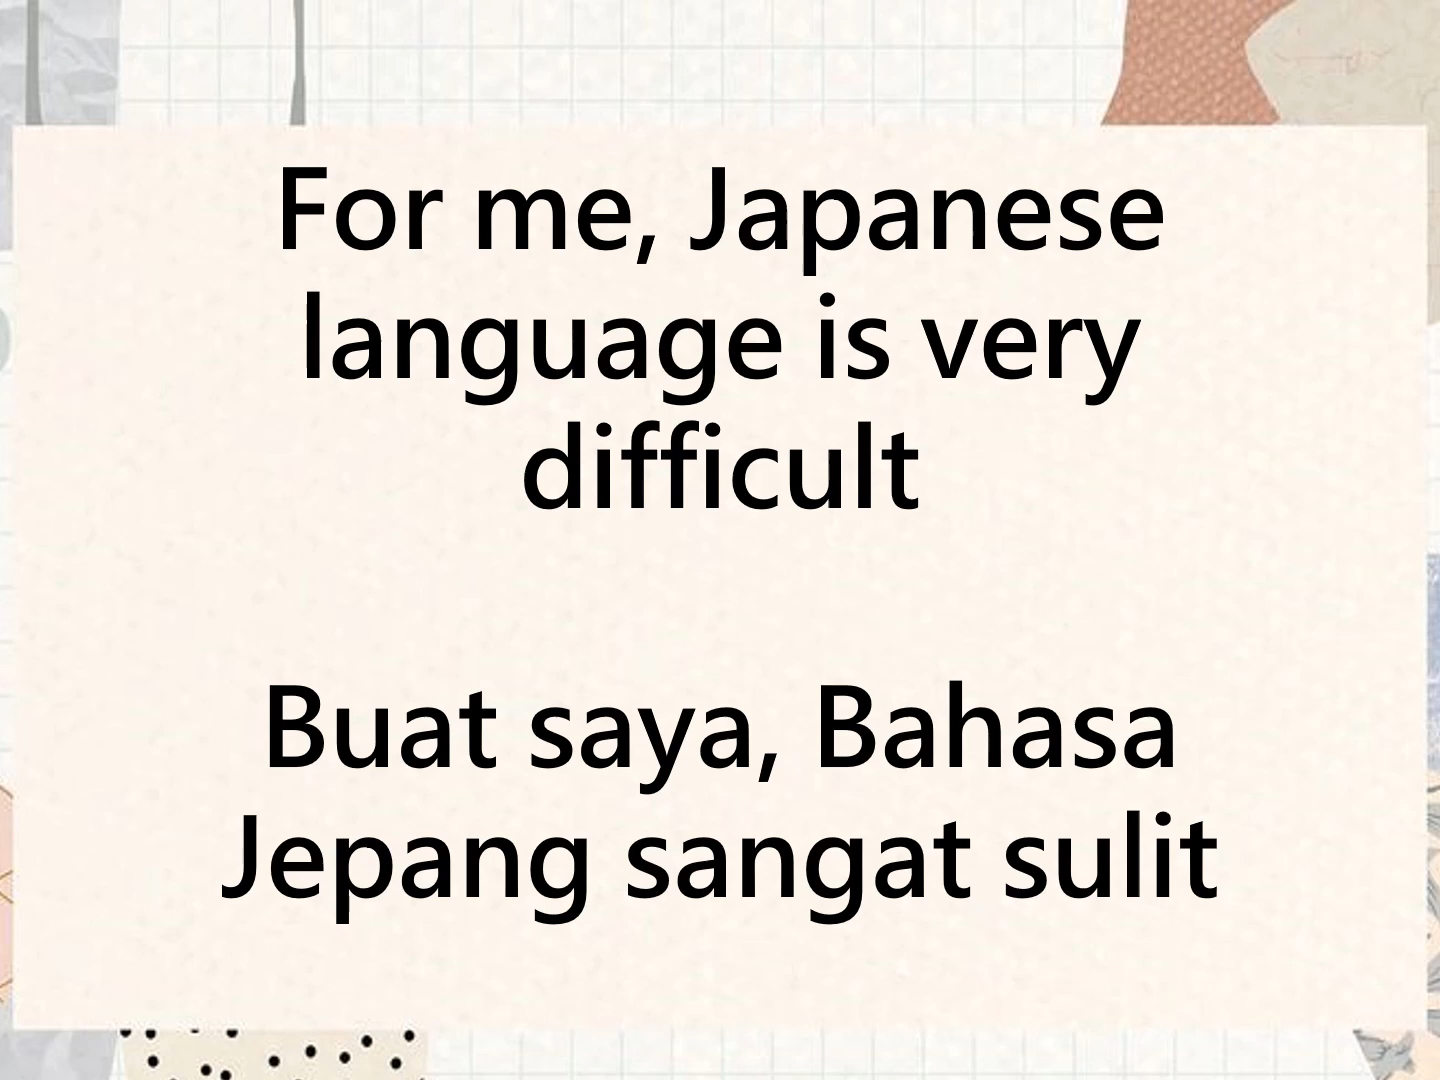 For me, Japanese
language is very
difficult
Buat saya, Bahasa
Jepang sangat sulit